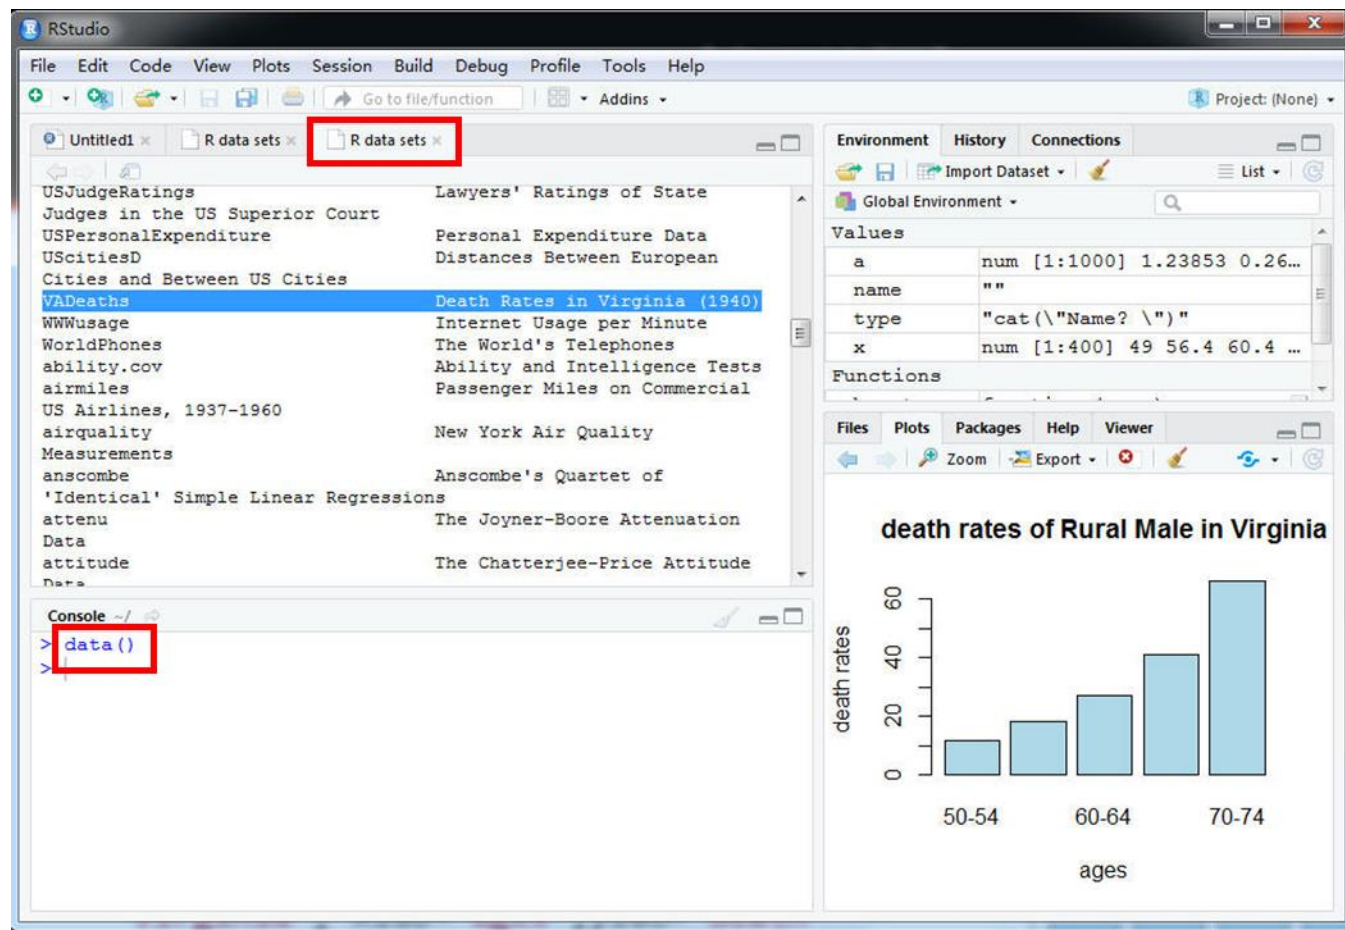 RStudio
File Edit Code View Plots Session Build Debug Profile Tools Help
Go to file/function Addins Project: (None)
Untitled1 R data sets R data sets
USJudgeRatings Lawyers' Ratings of State
Judges in the US Superior Court
USPersonalExpenditure Personal Expenditure Data
UScitiesD Distances Between European
Cities and Between US Cities
VADeaths Death Rates in Virginia (1940)
WWWusage Internet Usage per Minute
WorldPhones The World's Telephones
ability.cov Ability and Intelligence Tests
airmiles Passenger Miles on Commercial
US Airlines, 1937-1960
airquality New York Air Quality
Measurements
anscombe Anscombe's Quartet of
'Identical' Simple Linear Regressions
attenu The Joyner-Boore Attenuation
Data
attitude The Chatterjee-Price Attitude
Data
Console ~/
> data()
>
Environment History Connections
Import Dataset List
Global Environment
Values
a num [1:1000] 1.23853 0.26…
name ""
type "cat(\"Name? \")"
x num [1:400] 49 56.4 60.4 …
Functions
Files Plots Packages Help Viewer
Zoom Export
death rates of Rural Male in Virginia
death rates
60
40
20
0
50-54 60-64 70-74
ages